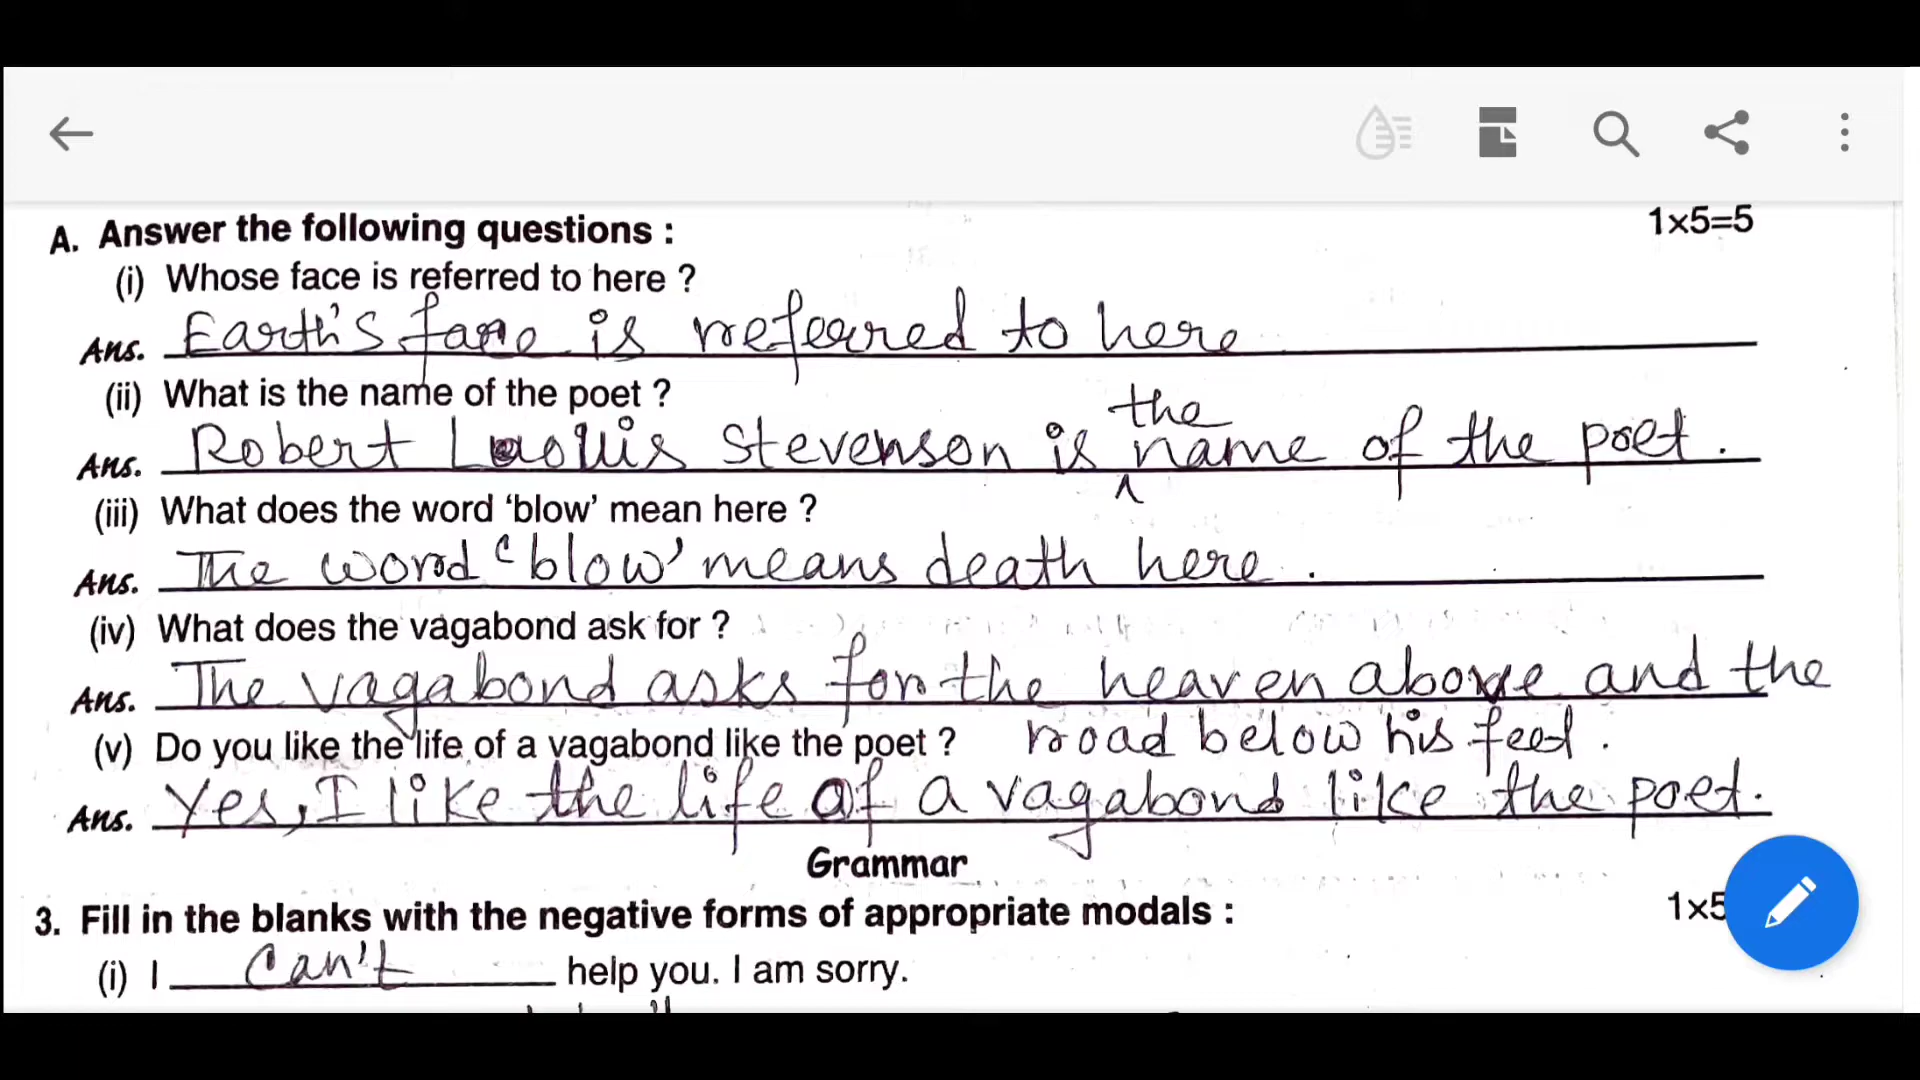 A. Answer the following questions : 1×5=5
(i) Whose face is referred to here ?
Ans. Earth's face is referred to here
(ii) What is the name of the poet ?
the
Ans. Robert Louis Stevenson is ^ name of the poet.
(iii) What does the word ‘blow’ mean here ?
Ans. The word ‘blow’ means death here .
(iv) What does the vagabond ask for ?
Ans. The vagabond asks for the heaven above and the
road below his feet .
(v) Do you like the life of a vagabond like the poet ?
Ans. Yes, I like the life of a vagabond like the poet.
Grammar
3. Fill in the blanks with the negative forms of appropriate modals : 1×5
(i) I can't help you. I am sorry.